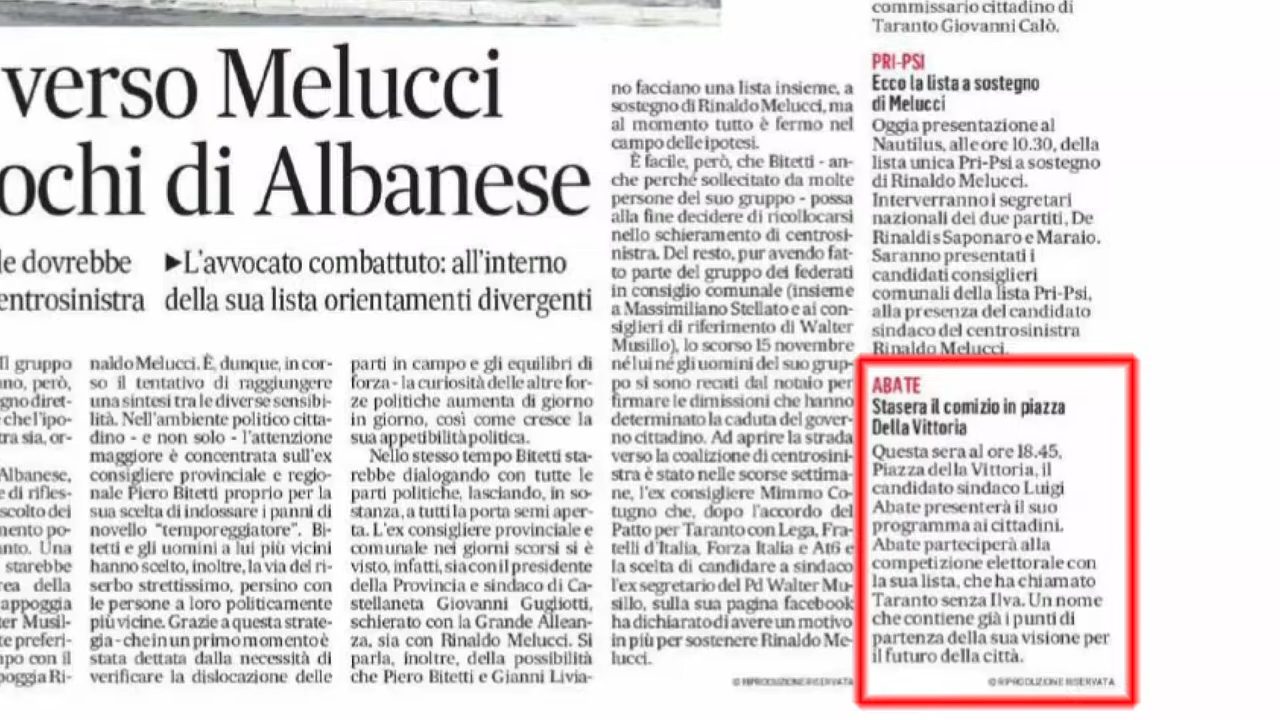 verso Melucci
ochi di Albanese
le dovrebbe
entrosinistra
▶L'avvocato combattuto: all'interno
della sua lista orientamenti divergenti
Il gruppo
no, però,
gno diret-
che l'ipo-
tra sia, or-
Albanese,
e di rifles-
scolto dei
mento po-
nto. Una
starebbe
rea della
appoggia
ter Musil-
te preferi-
po con il
poggia Ri-
naldo Melucci. È, dunque, in cor-
so il tentativo di raggiungere
una sintesi tra le diverse sensibi-
lità. Nell'ambiente politico citta-
dino - e non solo - l'attenzione
maggiore è concentrata sull'ex
consigliere provinciale e regio-
nale Piero Bitetti proprio per la
sua scelta di indossare i panni di
novello "temporeggiatore". Bi-
tetti e gli uomini a lui più vicini
hanno scelto, inoltre, la via del ri-
serbo strettissimo, persino con
le persone a loro politicamente
più vicine. Grazie a questa strate-
gia - che in un primo momento è
stata dettata dalla necessità di
verificare la dislocazione delle
parti in campo e gli equilibri di
forza - la curiosità delle altre for-
ze politiche aumenta di giorno
in giorno, così come cresce la
sua appetibilità politica.
Nello stesso tempo Bitetti sta-
rebbe dialogando con tutte le
parti politiche, lasciando, in so-
stanza, a tutti la porta semi aper-
ta. L'ex consigliere provinciale e
comunale nei giorni scorsi si è
visto, infatti, sia con il presidente
della Provincia e sindaco di Ca-
stellaneta Giovanni Gugliotti,
schierato con la Grande Allean-
za, sia con Rinaldo Melucci. Si
parla, inoltre, della possibilità
che Piero Bitetti e Gianni Livia-
no facciano una lista insieme, a
sostegno di Rinaldo Melucci, ma
al momento tutto è fermo nel
campo delle ipotesi.
È facile, però, che Bitetti - an-
che perché sollecitato da molte
persone del suo gruppo - possa
alla fine decidere di ricollocarsi
nello schieramento di centrosi-
nistra. Del resto, pur avendo fat-
to parte del gruppo dei federati
in consiglio comunale (insieme
a Massimiliano Stellato e ai con-
siglieri di riferimento di Walter
Musillo), lo scorso 15 novembre
né lui né gli uomini del suo grup-
po si sono recati dal notaio per
firmare le dimissioni che hanno
determinato la caduta del gover-
no cittadino. Ad aprire la strada
verso la coalizione di centrosini-
stra è stato nelle scorse settima-
ne, l'ex consigliere Mimmo Co-
tugno che, dopo l'accordo del
Patto per Taranto con Lega, Fra-
telli d'Italia, Forza Italia e At6 e
la scelta di candidare a sindaco
l'ex segretario del Pd Walter Mu-
sillo, sulla sua pagina facebook
ha dichiarato di avere un motivo
in più per sostenere Rinaldo Me-
lucci.
© RIPRODUZIONE RISERVATA
commissario cittadino di
Taranto Giovanni Calò.
PRI-PSI
Ecco la lista a sostegno
di Melucci
Oggia presentazione al
Nautilus, alle ore 10.30, della
lista unica Pri-Psi a sostegno
di Rinaldo Melucci.
Interverranno i segretari
nazionali dei due partiti, De
Rinaldis Saponaro e Maraio.
Saranno presentati i
candidati consiglieri
comunali della lista Pri-Psi,
alla presenza del candidato
sindaco del centrosinistra
Rinaldo Melucci.
ABATE
Stasera il comizio in piazza
Della Vittoria
Questa sera al ore 18.45,
Piazza della Vittoria, il
candidato sindaco Luigi
Abate presenterà il suo
programma ai cittadini.
Abate parteciperà alla
competizione elettorale con
la sua lista, che ha chiamato
Taranto senza Ilva. Un nome
che contiene già i punti di
partenza della sua visione per
il futuro della città.
© RIPRODUZIONE RISERVATA